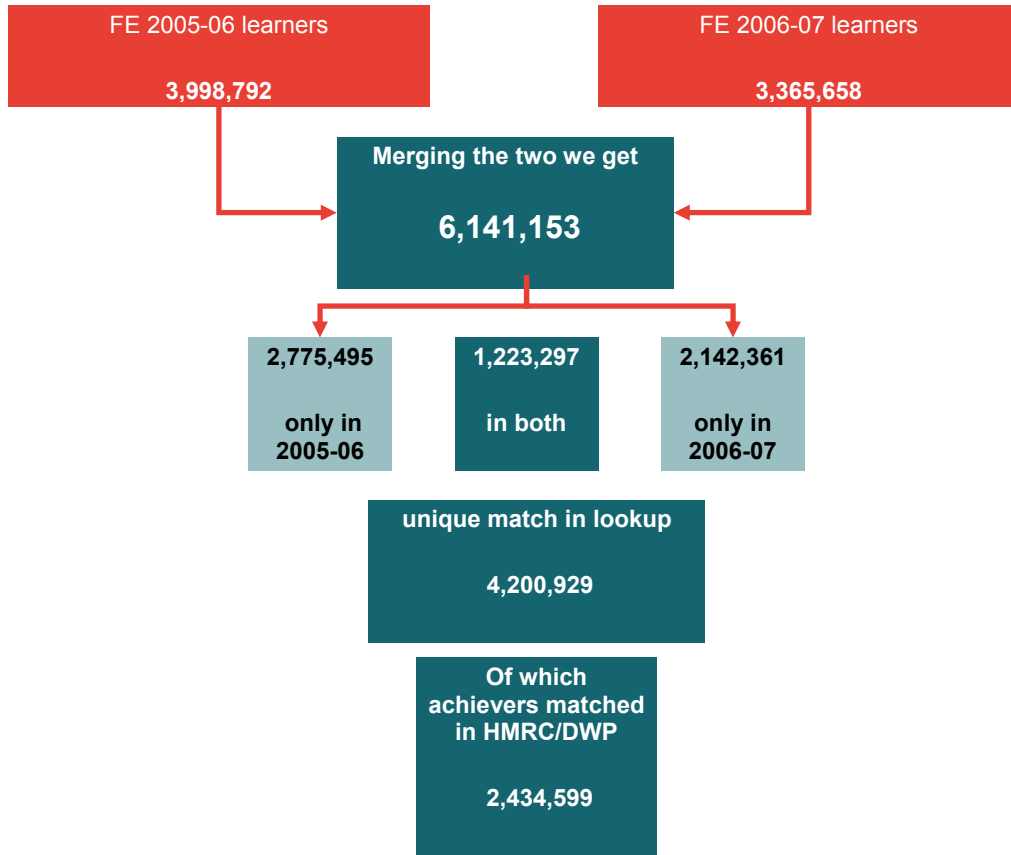 FE 2005-06 learners
3,998,792
FE 2006-07 learners
3,365,658
Merging the two we get
6,141,153
2,775,495
only in
2005-06
1,223,297
in both
2,142,361
only in
2006-07
unique match in lookup
4,200,929
Of which
achievers matched
in HMRC/DWP
2,434,599